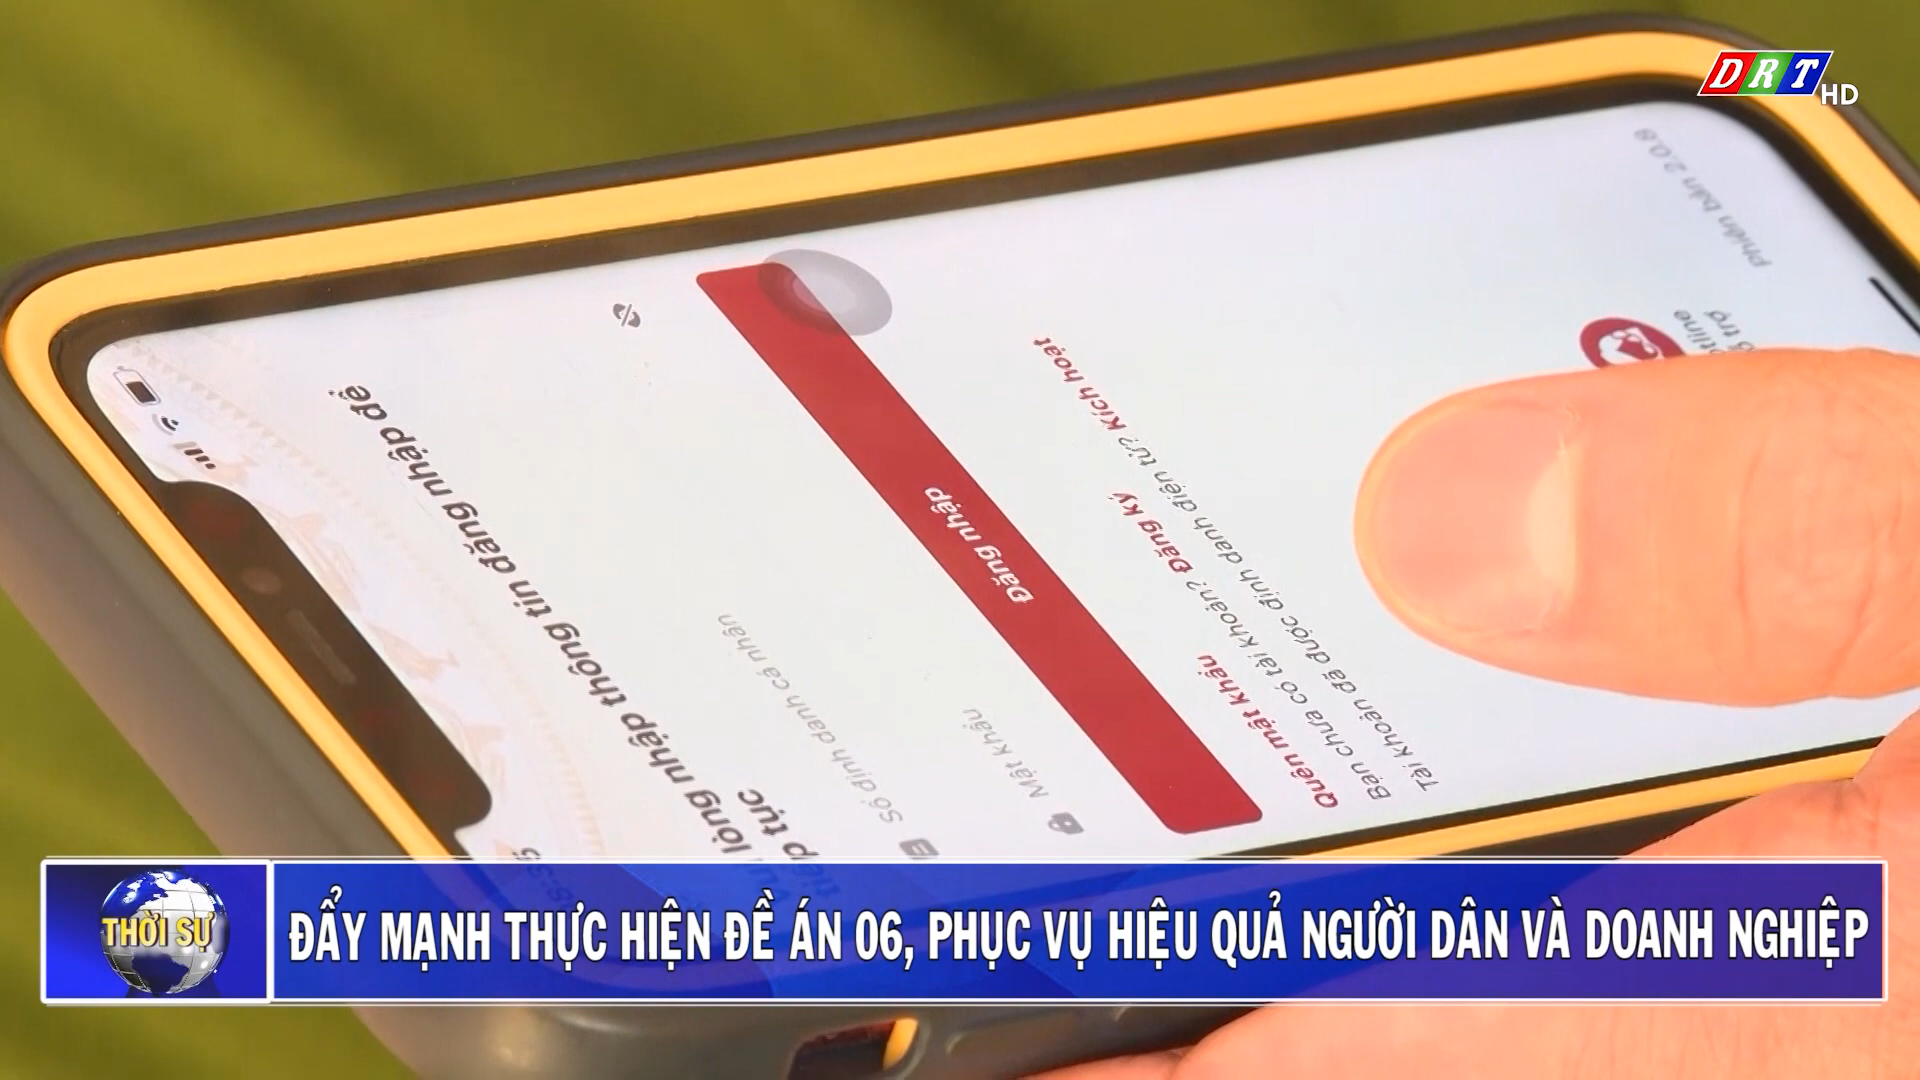 DRT HD
Vui lòng nhập thông tin đăng nhập để
tiếp tục
Số định danh cá nhân
Mật khẩu
Đăng nhập
Quên mật khẩu
Bạn chưa có tài khoản? Đăng ký
Tài khoản đã được định danh điện tử? Kích hoạt
trợ
Phiên bản 2.0.8
THỜI SỰ
ĐẨY MẠNH THỰC HIỆN ĐỀ ÁN 06, PHỤC VỤ HIỆU QUẢ NGƯỜI DÂN VÀ DOANH NGHIỆP